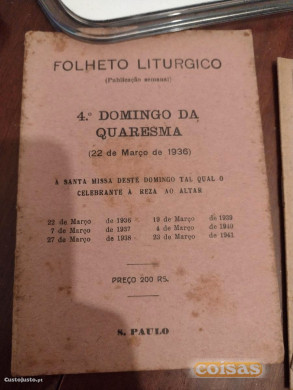 FOLHETO LITURGICO
(Publicação semanal)
4.º DOMINGO DA
QUARESMA
(22 de Março de 1936)
A SANTA MISSA DESTE DOMINGO TAL QUAL O
CELEBRANTE A REZA AO ALTAR
22 de Março de 1936 19 de Março de 1939
7 de Março de 1937 4 de Março de 1940
27 de Março de 1938 23 de Março de 1941
PREÇO 200 RS.
S. PAULO
CustoJusto.pt
coisas